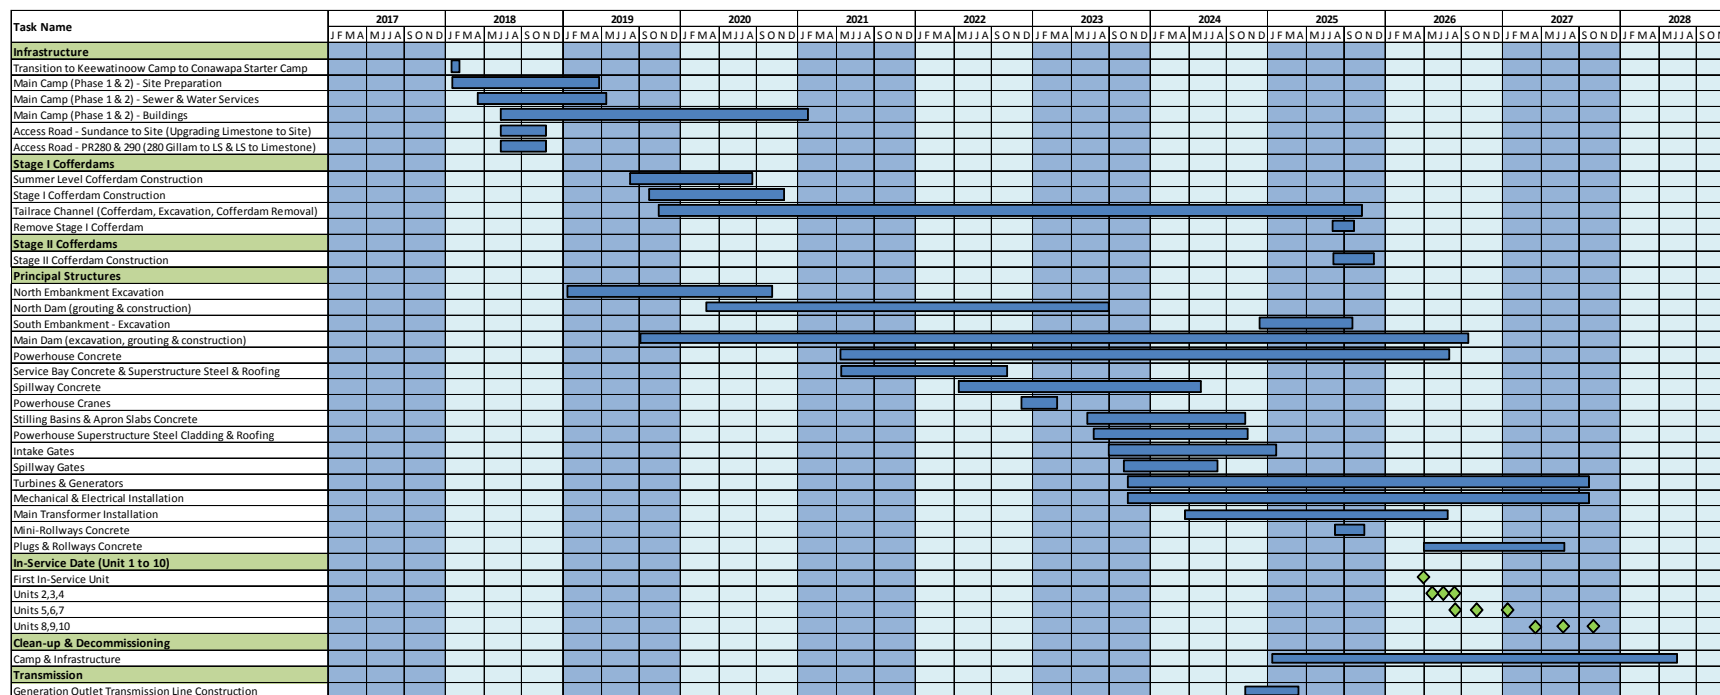 Task Name
2017 2018 2019 2020 2021 2022 2023 2024 2025 2026 2027 2028
J F M A M J J A S O N D J F M A M J J A S O N D J F M A M J J A S O N D J F M A M J J A S O N D J F M A M J J A S O N D J F M A M J J A S O N D J F M A M J J A S O N D J F M A M J J A S O N D J F M A M J J A S O N D J F M A M J J A S O N D J F M A M J J A S O N D J F M A M J J A S O N
Infrastructure
Transition to Keewatinoow Camp to Conawapa Starter Camp
Main Camp (Phase 1 & 2) - Site Preparation
Main Camp (Phase 1 & 2) - Sewer & Water Services
Main Camp (Phase 1 & 2) - Buildings
Access Road - Sundance to Site (Upgrading Limestone to Site)
Access Road - PR280 & 290 (280 Gillam to LS & LS to Limestone)
Stage I Cofferdams
Summer Level Cofferdam Construction
Stage I Cofferdam Construction
Tailrace Channel (Cofferdam, Excavation, Cofferdam Removal)
Remove Stage I Cofferdam
Stage II Cofferdams
Stage II Cofferdam Construction
Principal Structures
North Embankment Excavation
North Dam (grouting & construction)
South Embankment - Excavation
Main Dam (excavation, grouting & construction)
Powerhouse Concrete
Service Bay Concrete & Superstructure Steel & Roofing
Spillway Concrete
Powerhouse Cranes
Stilling Basins & Apron Slabs Concrete
Powerhouse Superstructure Steel Cladding & Roofing
Intake Gates
Spillway Gates
Turbines & Generators
Mechanical & Electrical Installation
Main Transformer Installation
Mini-Rollways Concrete
Plugs & Rollways Concrete
In-Service Date (Unit 1 to 10)
First In-Service Unit
Units 2,3,4
Units 5,6,7
Units 8,9,10
Clean-up & Decommissioning
Camp & Infrastructure
Transmission
Generation Outlet Transmission Line Construction